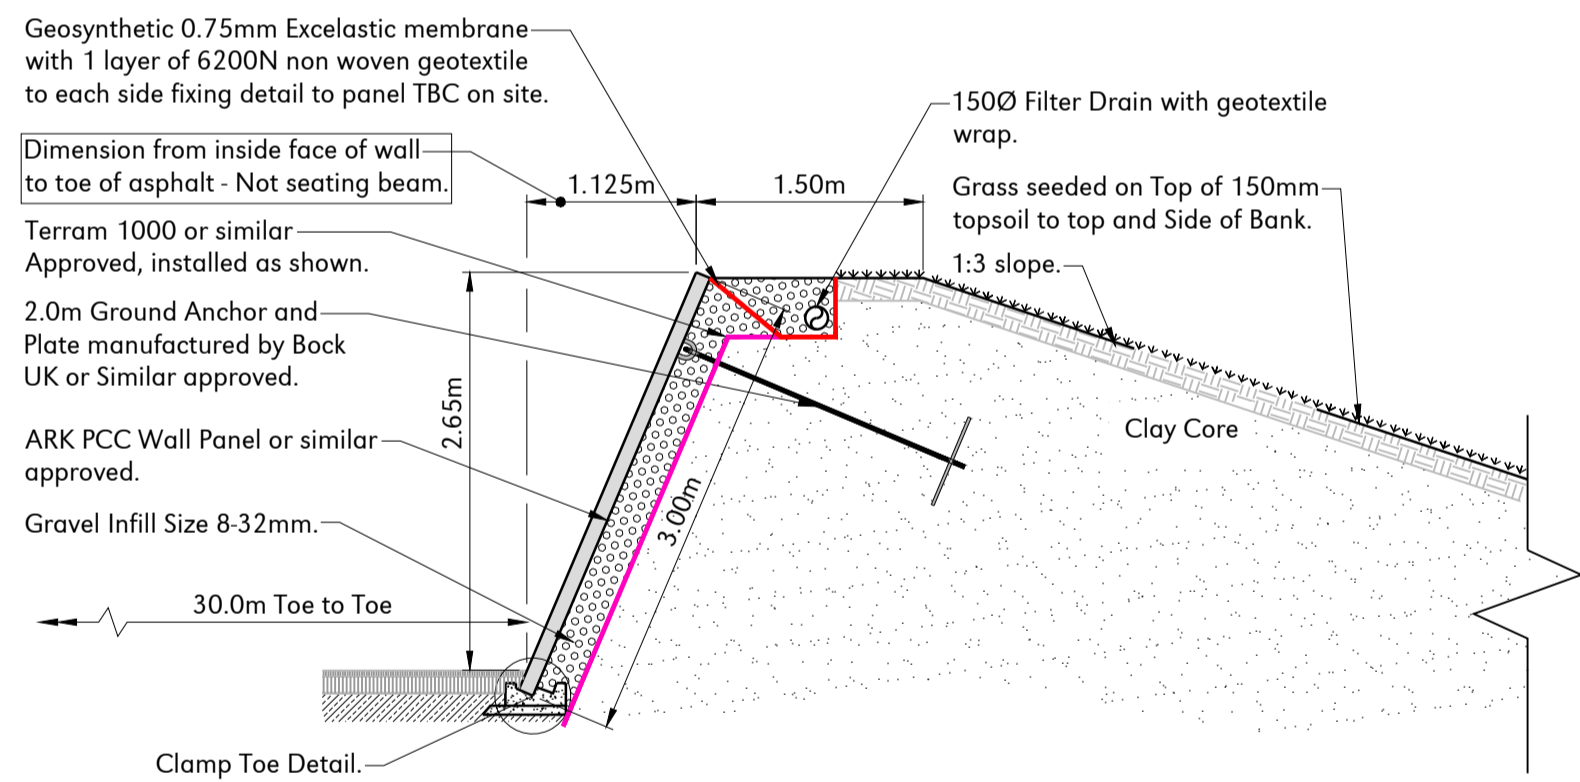 Geosynthetic 0.75mm Excelastic membrane
with 1 layer of 6200N non woven geotextile
to each side fixing detail to panel TBC on site.
Dimension from inside face of wall
to toe of asphalt - Not seating beam.
Terram 1000 or similar
Approved, installed as shown.
2.0m Ground Anchor and
Plate manufactured by Bock
UK or Similar approved.
ARK PCC Wall Panel or similar
approved.
Gravel Infill Size 8-32mm.
30.0m Toe to Toe
Clamp Toe Detail.
2.65m
1.125m
1.50m
3.00m
150Ø Filter Drain with geotextile
wrap.
Grass seeded on Top of 150mm
topsoil to top and Side of Bank.
1:3 slope.
Clay Core